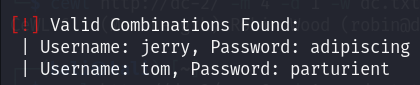 [!] Valid Combinations Found:
| Username: jerry, Password: adipiscing
| Username: tom, Password: parturient